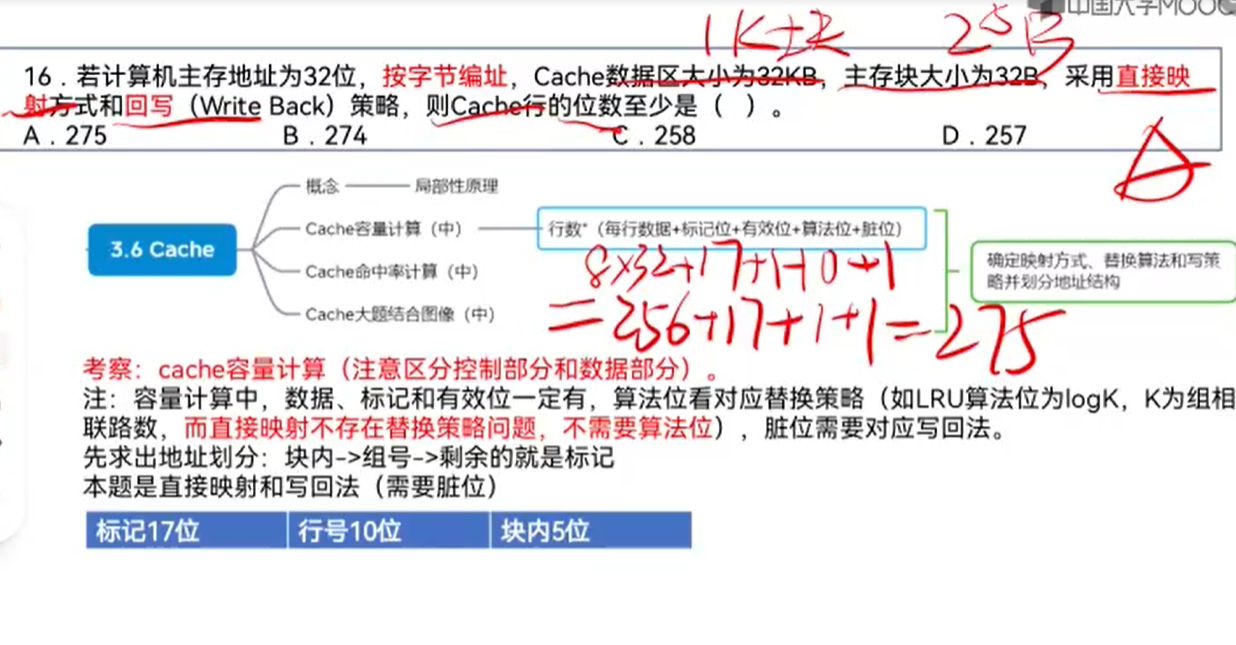 中国大学MOOC
1K行 2^5B
16．若计算机主存地址为32位，按字节编址，Cache数据区大小为32KB，主存块大小为32B，采用直接映
射方式和回写（Write Back）策略，则Cache行的位数至少是（ ）。
A．275 B．274 C．258 D．257
A
概念 局部性原理
3.6 Cache
Cache容量计算（中） 行数*（每行数据+标记位+有效位+算法位+脏位）
Cache命中率计算（中）
Cache大题结合图像（中）
确定映射方式、替换算法和写策
略并划分地址结构
8×32+17+1+0+1
=256+17+1+1=275
考察：cache容量计算（注意区分控制部分和数据部分）。
注：容量计算中，数据、标记和有效位一定有，算法位看对应替换策略（如LRU算法位为logK，K为组相
联路数，而直接映射不存在替换策略问题，不需要算法位），脏位需要对应写回法。
先求出地址划分：块内->组号->剩余的就是标记
本题是直接映射和写回法（需要脏位）
标记17位 行号10位 块内5位